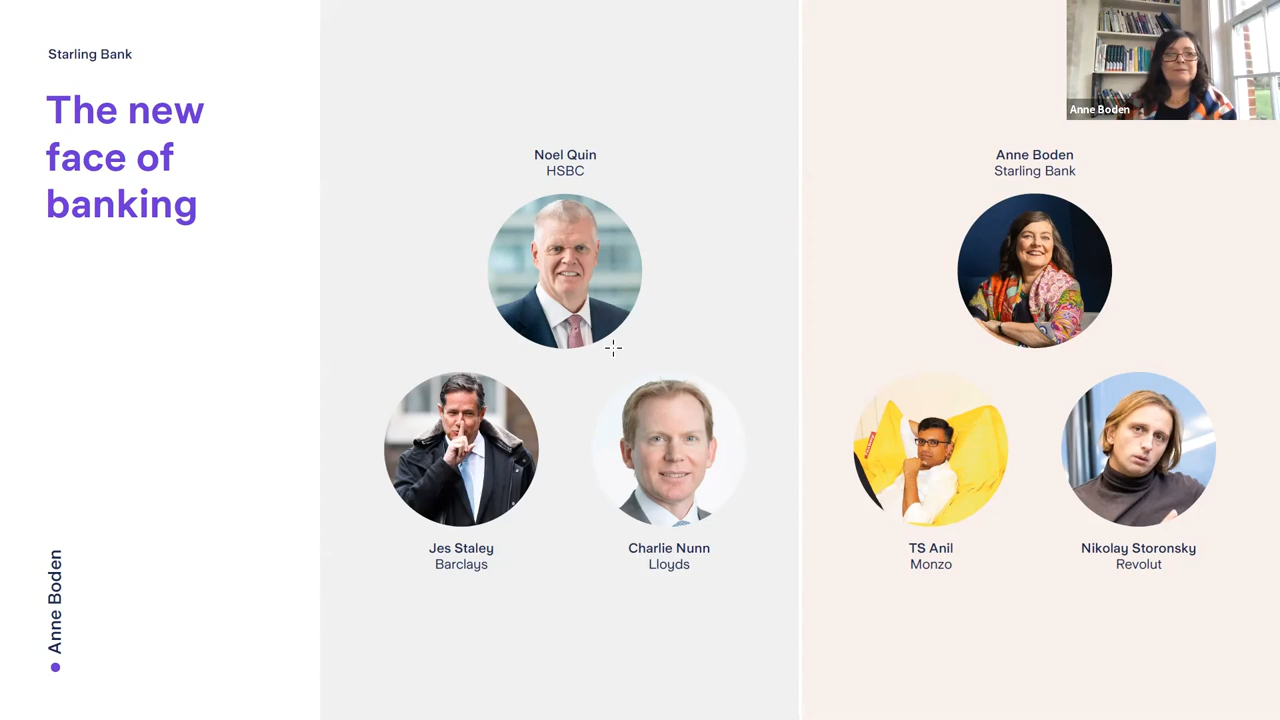 Starling Bank
The new
face of
banking
Anne Boden
Noel Quin
HSBC
Jes Staley
Barclays
Charlie Nunn
Lloyds
Anne Boden
Starling Bank
TS Anil
Monzo
Nikolay Storonsky
Revolut
Anne Boden